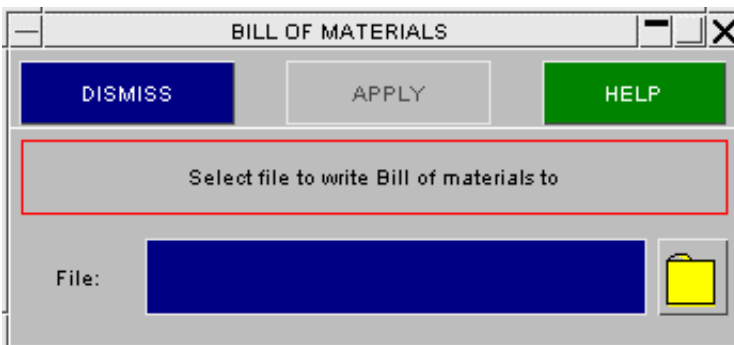 BILL OF MATERIALS
DISMISS APPLY HELP
Select file to write Bill of materials to
File: